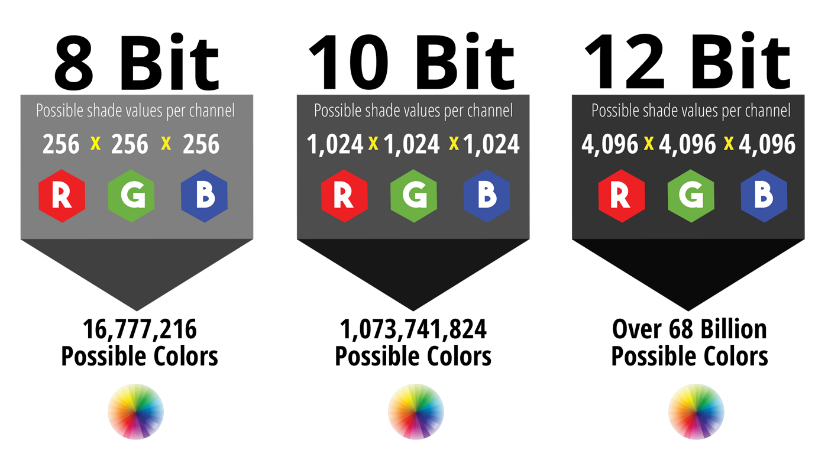 8 Bit
Possible shade values per channel
256 x 256 x 256
R G B
16,777,216
Possible Colors
10 Bit
Possible shade values per channel
1,024 x 1,024 x 1,024
R G B
1,073,741,824
Possible Colors
12 Bit
Possible shade values per channel
4,096 x 4,096 x 4,096
R G B
Over 68 Billion
Possible Colors